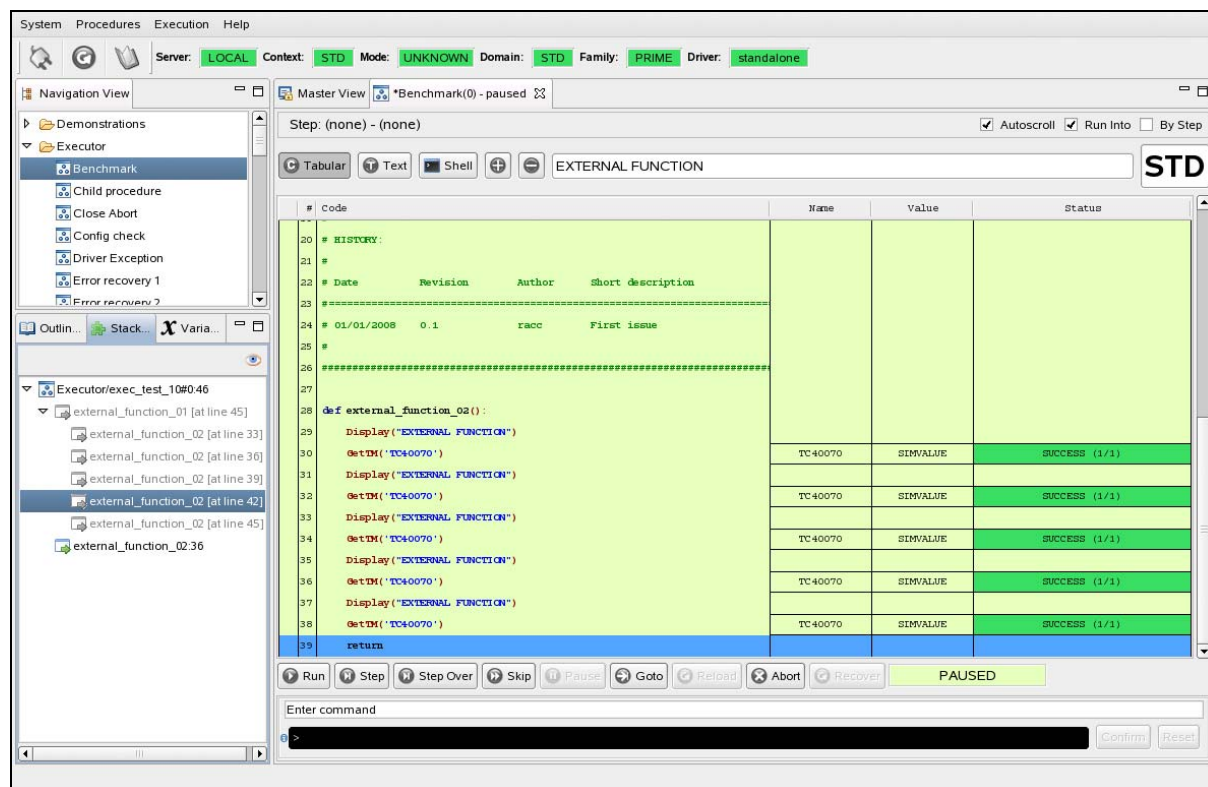 System Procedures Execution Help
Server: LOCAL Context: STD Mode: UNKNOWN Domain: STD Family: PRIME Driver: standalone
Navigation View
Demonstrations
Executor
Benchmark
Child procedure
Close Abort
Config check
Driver Exception
Error recovery 1
Error recovery 2
Outlin... Stack... X Varia...
Executor/exec_test_10#0:46
external_function_01 [at line 45]
external_function_02 [at line 33]
external_function_02 [at line 36]
external_function_02 [at line 39]
external_function_02 [at line 42]
external_function_02 [at line 45]
external_function_02:36
Master View *Benchmark(0) - paused
Step: (none) - (none) Autoscroll Run Into By Step
Tabular Text Shell EXTERNAL FUNCTION STD
# Code Name Value Status
20 # HISTORY:
21 #
22 # Date Revision Author Short description
23 #==========================================================================
24 # 01/01/2008 0.1 racc First issue
25 #
26 ###########################################################################
27
28 def external_function_02():
29 Display("EXTERNAL FUNCTION")
30 GetTM('TC40070') TC40070 SIMVALUE SUCCESS (1/1)
31 Display("EXTERNAL FUNCTION")
32 GetTM('TC40070') TC40070 SIMVALUE SUCCESS (1/1)
33 Display("EXTERNAL FUNCTION")
34 GetTM('TC40070') TC40070 SIMVALUE SUCCESS (1/1)
35 Display("EXTERNAL FUNCTION")
36 GetTM('TC40070') TC40070 SIMVALUE SUCCESS (1/1)
37 Display("EXTERNAL FUNCTION")
38 GetTM('TC40070') TC40070 SIMVALUE SUCCESS (1/1)
39 return
Run Step Step Over Skip Pause Goto Reload Abort Recover PAUSED
Enter command
> Confirm Reset